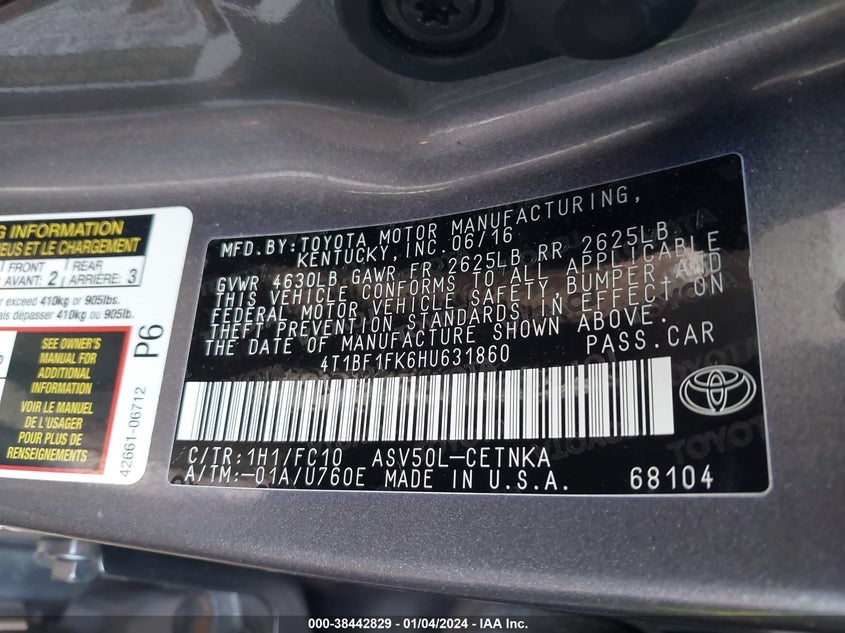 G INFORMATION
EUS ET LE CHARGEMENT
FRONT
AVANT: 2
REAR
ARRIÈRE: 3
exceed 410kg or 905lbs.
dépasser 410kg ou 905lb.
SEE OWNER'S
MANUAL FOR
ADDITIONAL
INFORMATION
VOIR LE MANUEL
DE L'USAGER
POUR PLUS DE
RENSEIGNEMENTS
P6
42661-06712
MFD.BY:TOYOTA MOTOR MANUFACTURING,
KENTUCKY,INC.06/16
GVWR 4630LB GAWR FR 2625LB RR 2625LB
THIS VEHICLE CONFORMS TO ALL APPLICABLE
FEDERAL MOTOR VEHICLE SAFETY,BUMPER AND
THEFT PREVENTION STANDARDS IN EFFECT ON
THE DATE OF MANUFACTURE SHOWN ABOVE.
4T1BF1FK6HU631860 PASS.CAR
C/TR:1H1/FC10 ASV50L-CETNKA
A/TM:-01A/U760E MADE IN U.S.A. 68104
TOYOTA
000-38442829 - 01/04/2024 - IAA Inc.